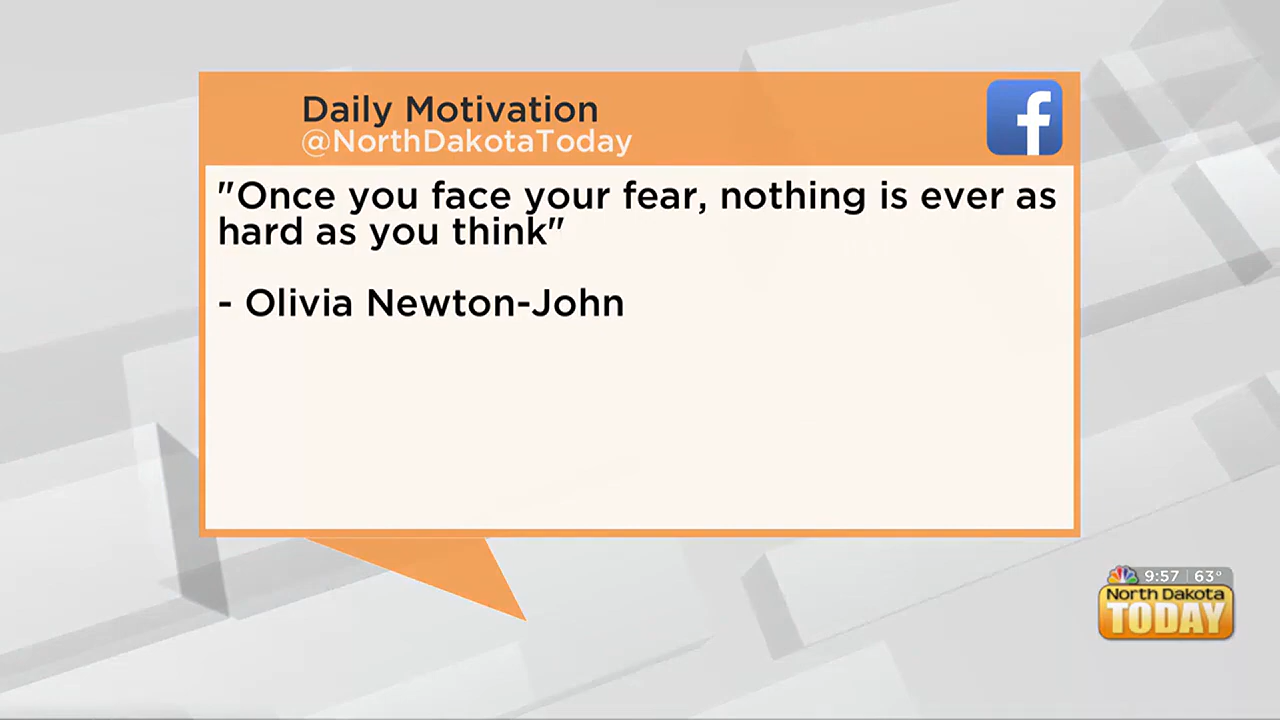 Daily Motivation
@NorthDakotaToday
f
"Once you face your fear, nothing is ever as
hard as you think"
- Olivia Newton-John
9:57 | 63°
North Dakota
TODAY